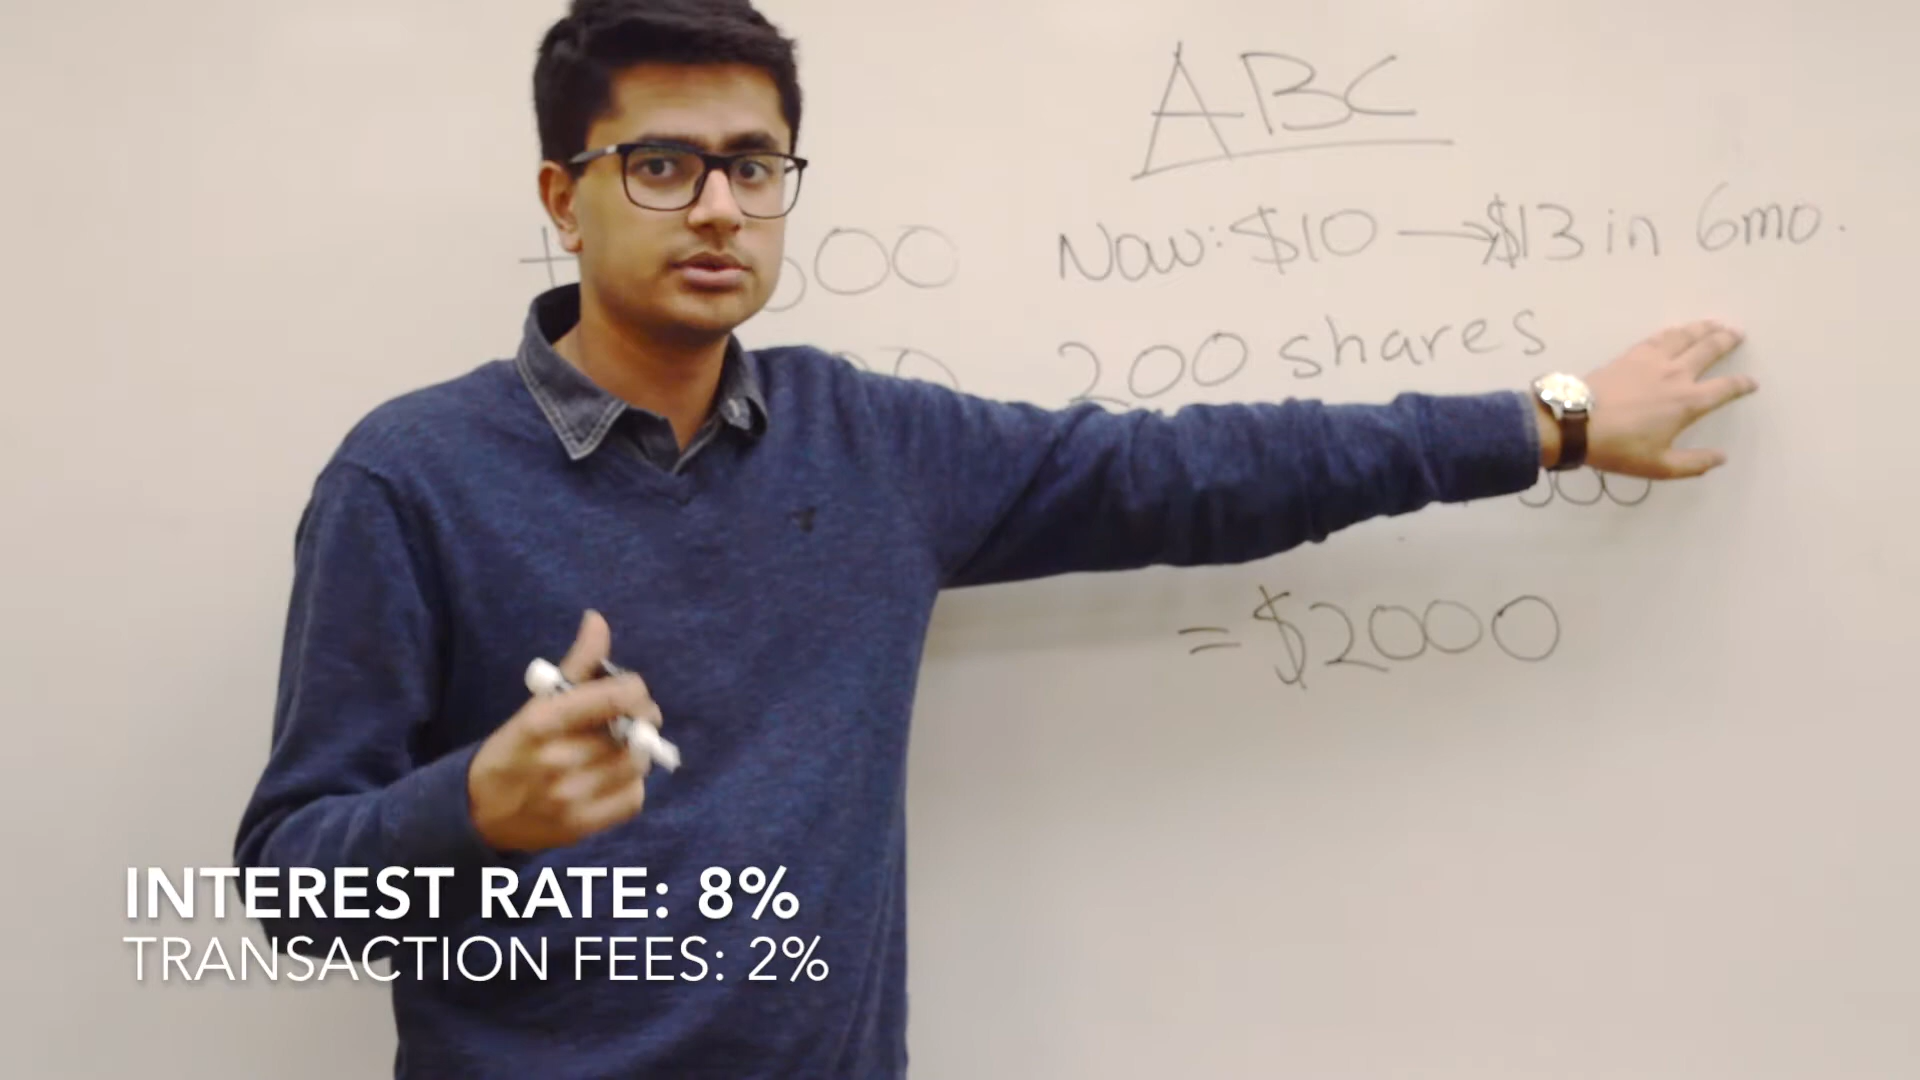 ABC
Now: $10 → $13 in 6mo.
200 shares
= $2000
INTEREST RATE: 8%
TRANSACTION FEES: 2%